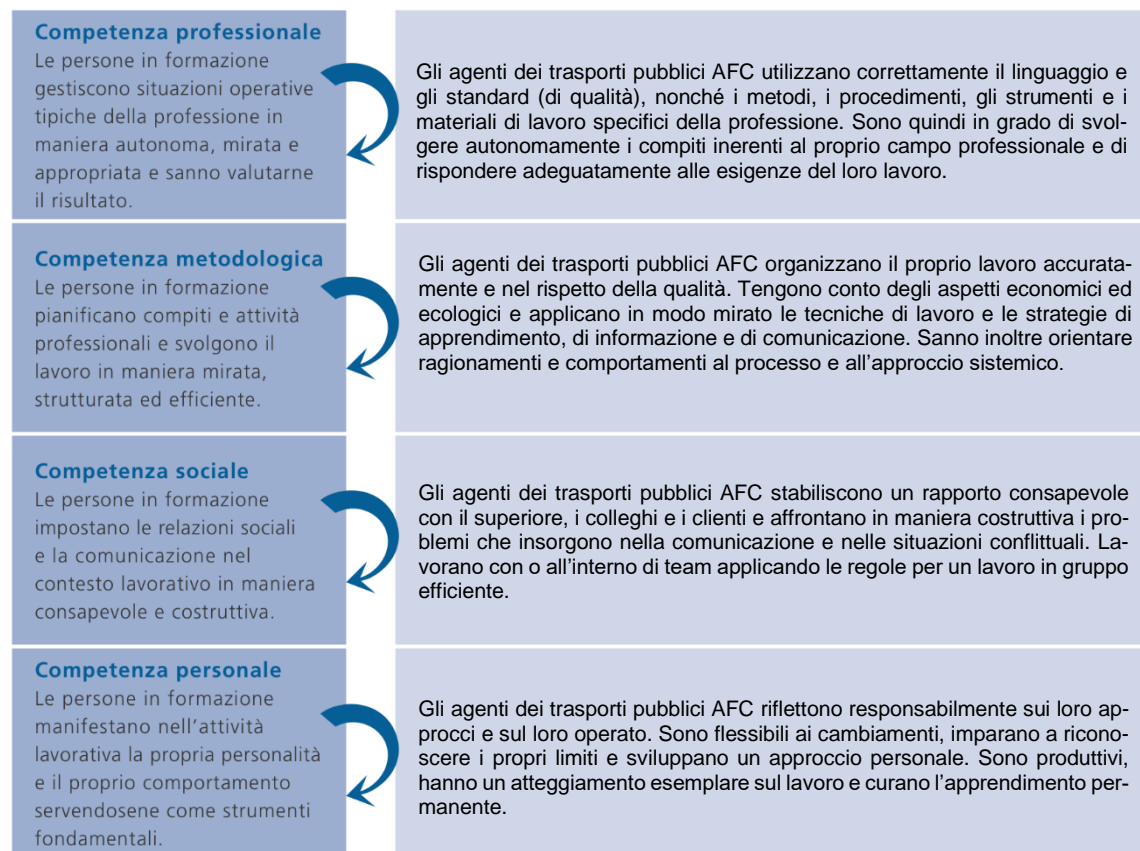 Competenza professionale
Le persone in formazione
gestiscono situazioni operative
tipiche della professione in
maniera autonoma, mirata e
appropriata e sanno valutarne
il risultato.
Gli agenti dei trasporti pubblici AFC utilizzano correttamente il linguaggio e
gli standard (di qualità), nonché i metodi, i procedimenti, gli strumenti e i
materiali di lavoro specifici della professione. Sono quindi in grado di svol-
gere autonomamente i compiti inerenti al proprio campo professionale e di
rispondere adeguatamente alle esigenze del loro lavoro.
Competenza metodologica
Le persone in formazione
pianificano compiti e attività
professionali e svolgono il
lavoro in maniera mirata,
strutturata ed efficiente.
Gli agenti dei trasporti pubblici AFC organizzano il proprio lavoro accurata-
mente e nel rispetto della qualità. Tengono conto degli aspetti economici ed
ecologici e applicano in modo mirato le tecniche di lavoro e le strategie di
apprendimento, di informazione e di comunicazione. Sanno inoltre orientare
ragionamenti e comportamenti al processo e all'approccio sistemico.
Competenza sociale
Le persone in formazione
impostano le relazioni sociali
e la comunicazione nel
contesto lavorativo in maniera
consapevole e costruttiva.
Gli agenti dei trasporti pubblici AFC stabiliscono un rapporto consapevole
con il superiore, i colleghi e i clienti e affrontano in maniera costruttiva i pro-
blemi che insorgono nella comunicazione e nelle situazioni conflittuali. La-
vorano con o all'interno di team applicando le regole per un lavoro in gruppo
efficiente.
Competenza personale
Le persone in formazione
manifestano nell'attività
lavorativa la propria personalità
e il proprio comportamento
servendosene come strumenti
fondamentali.
Gli agenti dei trasporti pubblici AFC riflettono responsabilmente sui loro ap-
procci e sul loro operato. Sono flessibili ai cambiamenti, imparano a ricono-
scere i propri limiti e sviluppano un approccio personale. Sono produttivi,
hanno un atteggiamento esemplare sul lavoro e curano l'apprendimento per-
manente.